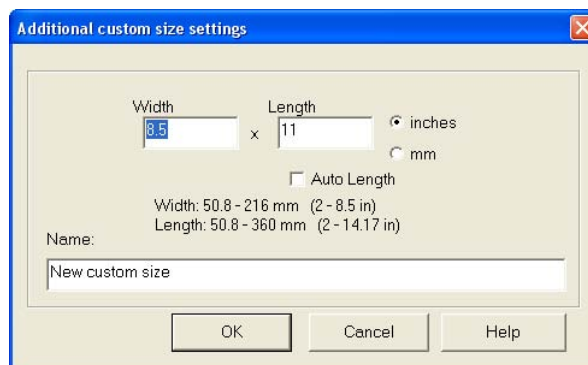 Additional custom size settings
Width Length
8.5 x 11
inches
mm
Auto Length
Width: 50.8 - 216 mm (2 - 8.5 in)
Length: 50.8 - 360 mm (2 - 14.17 in)
Name:
New custom size
OK Cancel Help